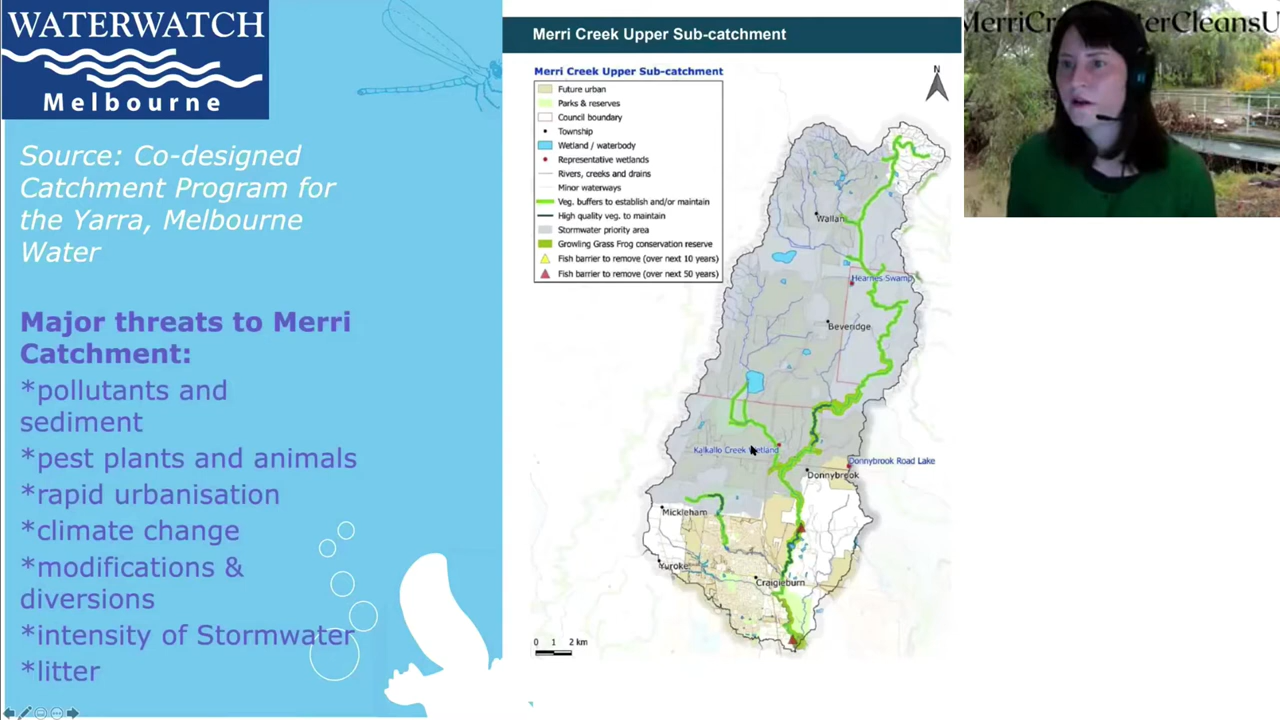 WATERWATCH
Melbourne
Source: Co-designed
Catchment Program for
the Yarra, Melbourne
Water
Major threats to Merri
Catchment:
*pollutants and
sediment
*pest plants and animals
*rapid urbanisation
*climate change
*modifications &
diversions
*intensity of Stormwater
*litter
Merri Creek Upper Sub-catchment
Merri Creek Upper Sub-catchment
Future urban
Parks & reserves
Council boundary
Township
Wetland / waterbody
Representative wetlands
Rivers, creeks and drains
Minor waterways
Veg. buffers to establish and/or maintain
High quality veg. to maintain
Stormwater priority area
Growling Grass Frog conservation reserve
Fish barrier to remove (over next 10 years)
Fish barrier to remove (over next 50 years)
N
Wallan
Hearnes Swamp
Beveridge
Kalkallo Creek Wetland
Donnybrook Road Lake
Donnybrook
Mickleham
Yuroke
Craigieburn
0 1 2 km